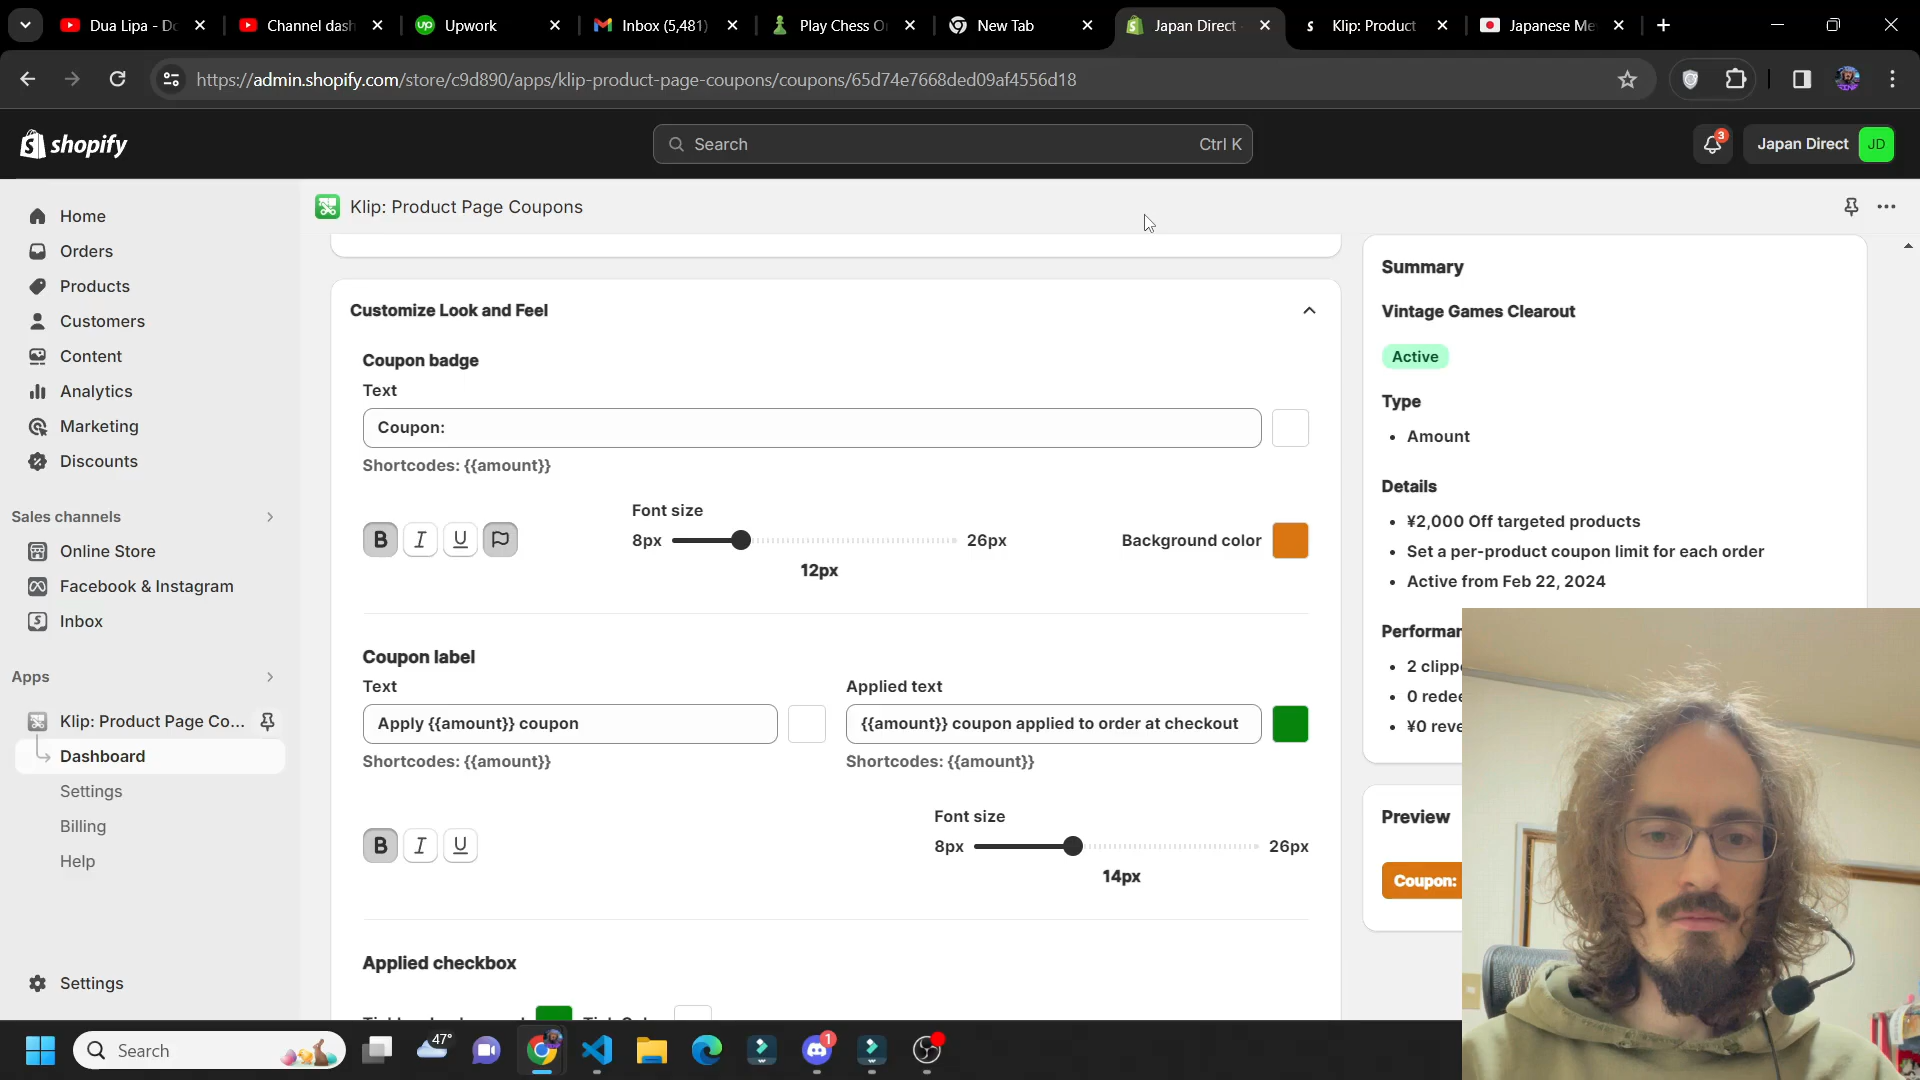 Dua Lipa - D
Channel dash
Upwork
Inbox (5,481)
Play Chess O
New Tab
Japan Direct
Klip: Product
Japanese Me
https://admin.shopify.com/store/c9d890/apps/klip-product-page-coupons/coupons/65d74e7668ded09af4556d18
shopify
Search
Ctrl K
3
Japan Direct
JD
Home
Orders
Products
Customers
Content
Analytics
Marketing
Discounts
Sales channels
Online Store
Facebook & Instagram
Inbox
Apps
Klip: Product Page Co...
Dashboard
Settings
Billing
Help
Settings
Klip: Product Page Coupons
Customize Look and Feel
Coupon badge
Text
Coupon:
Shortcodes: {{amount}}
B I U
Font size
8px
26px
12px
Background color
Coupon label
Text
Applied text
Apply {{amount}} coupon
{{amount}} coupon applied to order at checkout
Shortcodes: {{amount}}
Shortcodes: {{amount}}
B I U
Font size
8px
26px
14px
Applied checkbox
Summary
Vintage Games Clearout
Active
Type
• Amount
Details
• ¥2,000 Off targeted products
• Set a per-product coupon limit for each order
• Active from Feb 22, 2024
Performan
• 2 clipp
• 0 rede
• ¥0 reve
Preview
Coupon:
Search
47°
1